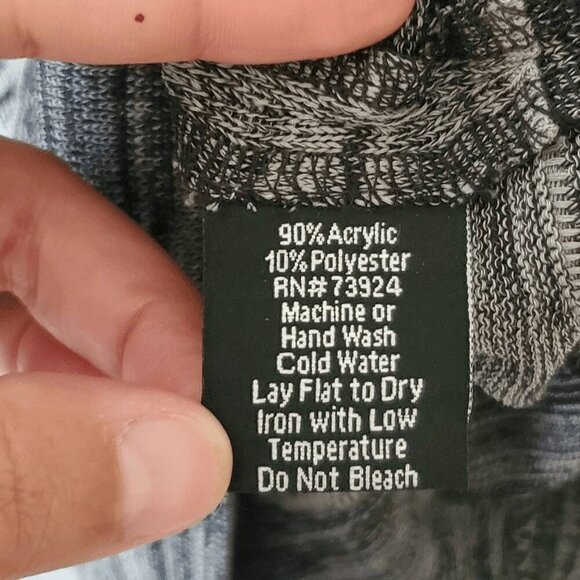 90% Acrylic
10% Polyester
RN# 73924
Machine or
Hand Wash
Cold Water
Lay Flat to Dry
Iron with Low
Temperature
Do Not Bleach